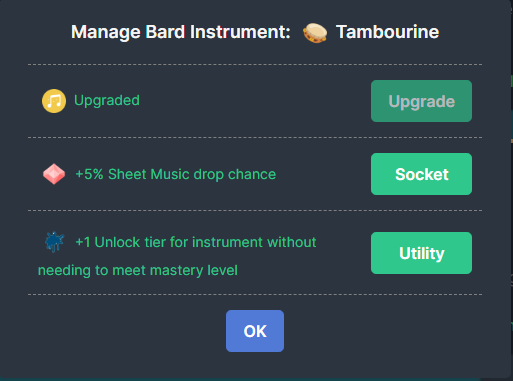 Manage Bard Instrument: Tambourine
Upgraded
Upgrade
+5% Sheet Music drop chance
Socket
+1 Unlock tier for instrument without
needing to meet mastery level
Utility
OK